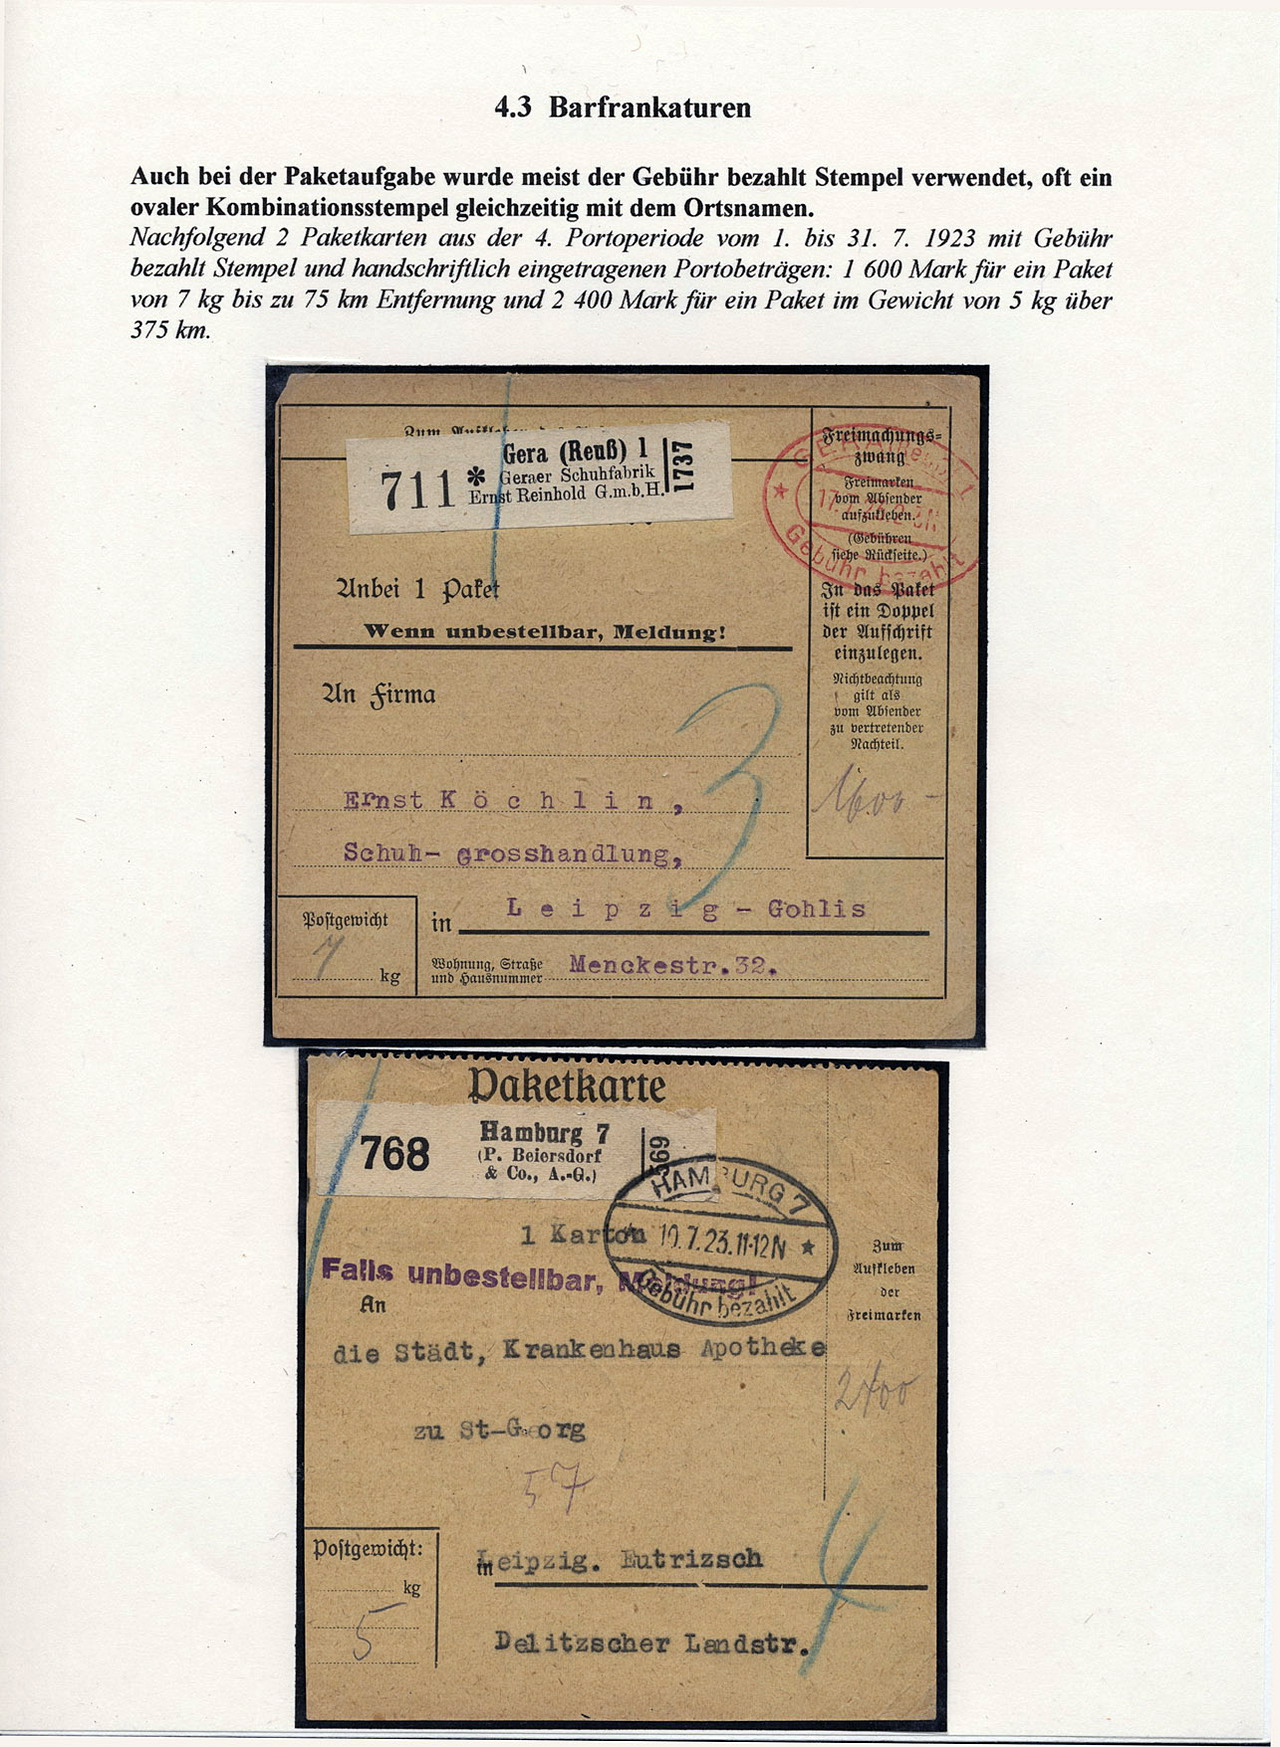 4.3 Barfrankaturen
Auch bei der Paketaufgabe wurde meist der Gebühr bezahlt Stempel verwendet, oft ein
ovaler Kombinationsstempel gleichzeitig mit dem Ortsnamen.
Nachfolgend 2 Paketkarten aus der 4. Portoperiode vom 1. bis 31. 7. 1923 mit Gebühr
bezahlt Stempel und handschriftlich eingetragenen Portobeträgen: 1 600 Mark für ein Paket
von 7 kg bis zu 75 km Entfernung und 2 400 Mark für ein Paket im Gewicht von 5 kg über
375 km.
Zum
711 * Gera (Reuß) 1
Geraer Schuhfabrik
Ernst Reinhold G.m.b.H.
1737
GERA
Gebühr bezahlt
Freimachungs-
zwang
Freimarken
vom Absender
aufzukleben.
(Gebühren
siehe Rückseite.)
In das Paket
ist ein Doppel
der Aufschrift
einzulegen.
Nichtbeachtung
gilt als
vom Absender
zu vertretender
Nachteil.
1600 -
Anbei 1 Paket
Wenn unbestellbar, Meldung!
An Firma
3
Ernst Köchlin,
Schuh- Grosshandlung,
in Leipzig - Gohlis
Postgewicht
7 kg
Wohnung, Straße
und Hausnummer
Menckestr.32.
Paketkarte
768
Hamburg 7
(P. Beiersdorf
& Co., A.-G.)
569
HAMBURG 7
10.7.23.11-12N *
Gebühr bezahlt
1 Karton
Falls unbestellbar, Meldung!
An
Zum
Aufkleben
der
Freimarken
die Städt, Krankenhaus Apotheke
2400
zu St-Georg
57
Postgewicht:
kg
5
in Leipzig. Eutrizsch
4
Delitzscher Landstr.